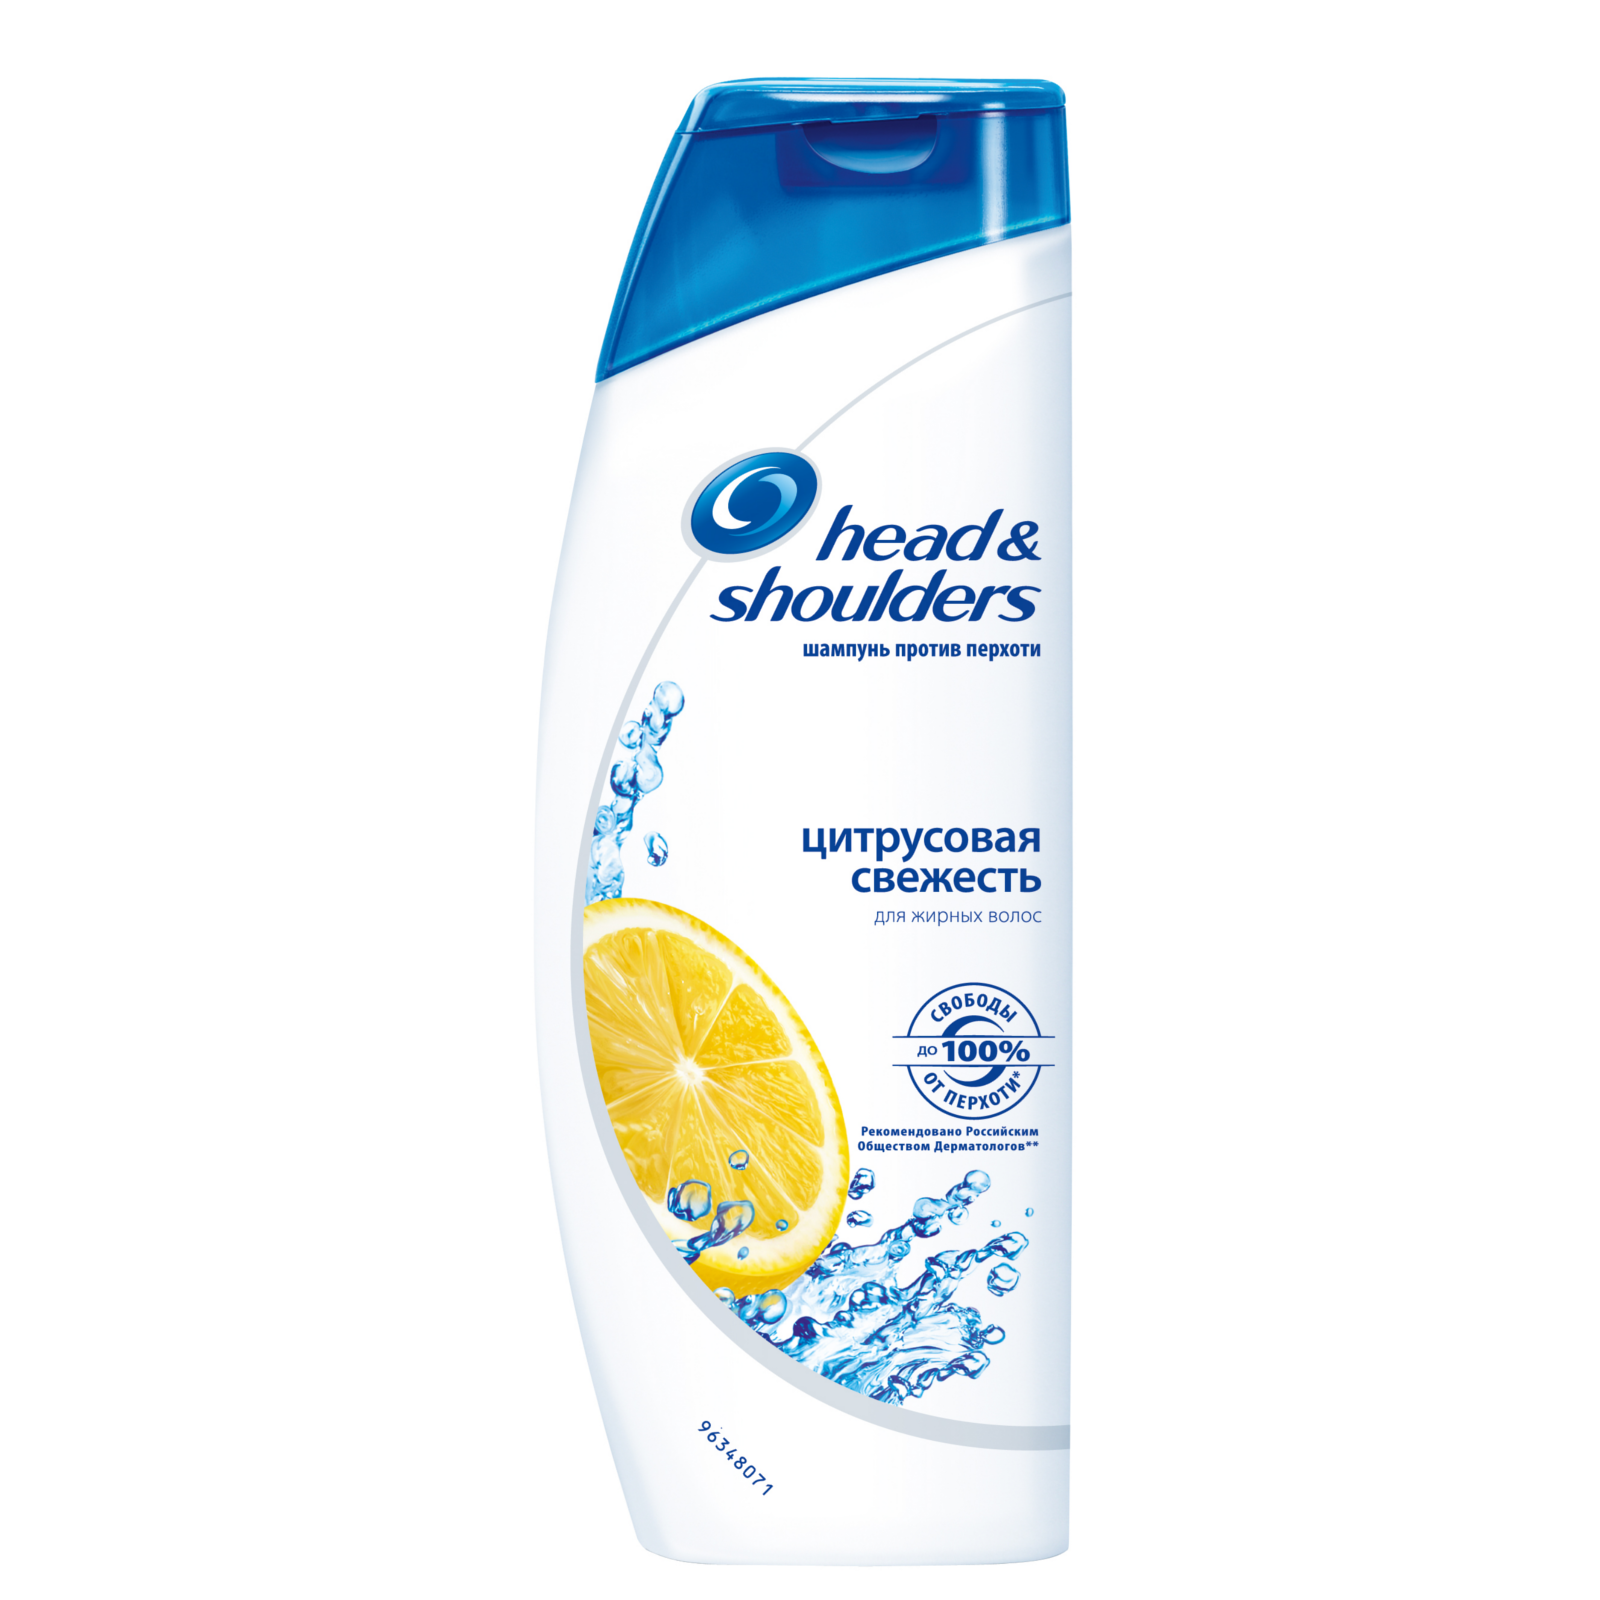 head &
shoulders
шампунь против перхоти
цитрусовая
свежесть
для жирных волос
СВОБОДЫ
до 100%
ОТ ПЕРХОТИ*
Рекомендовано Российским
Обществом Дерматологов**
96348071